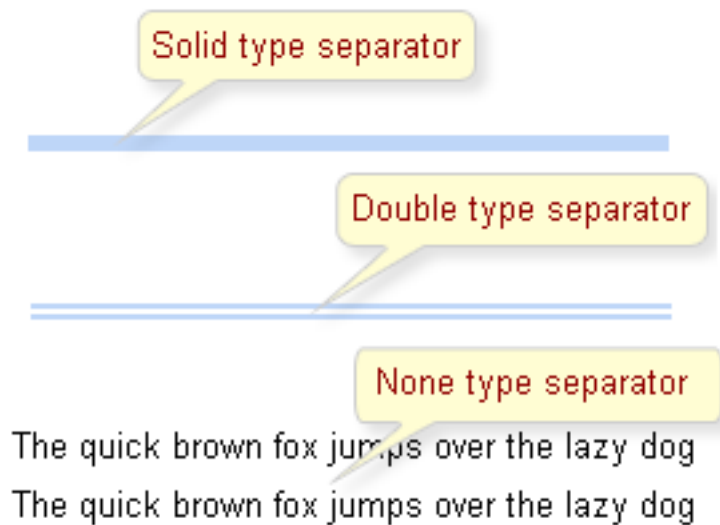 Solid type separator
Double type separator
None type separator
The quick brown fox jumps over the lazy dog
The quick brown fox jumps over the lazy dog